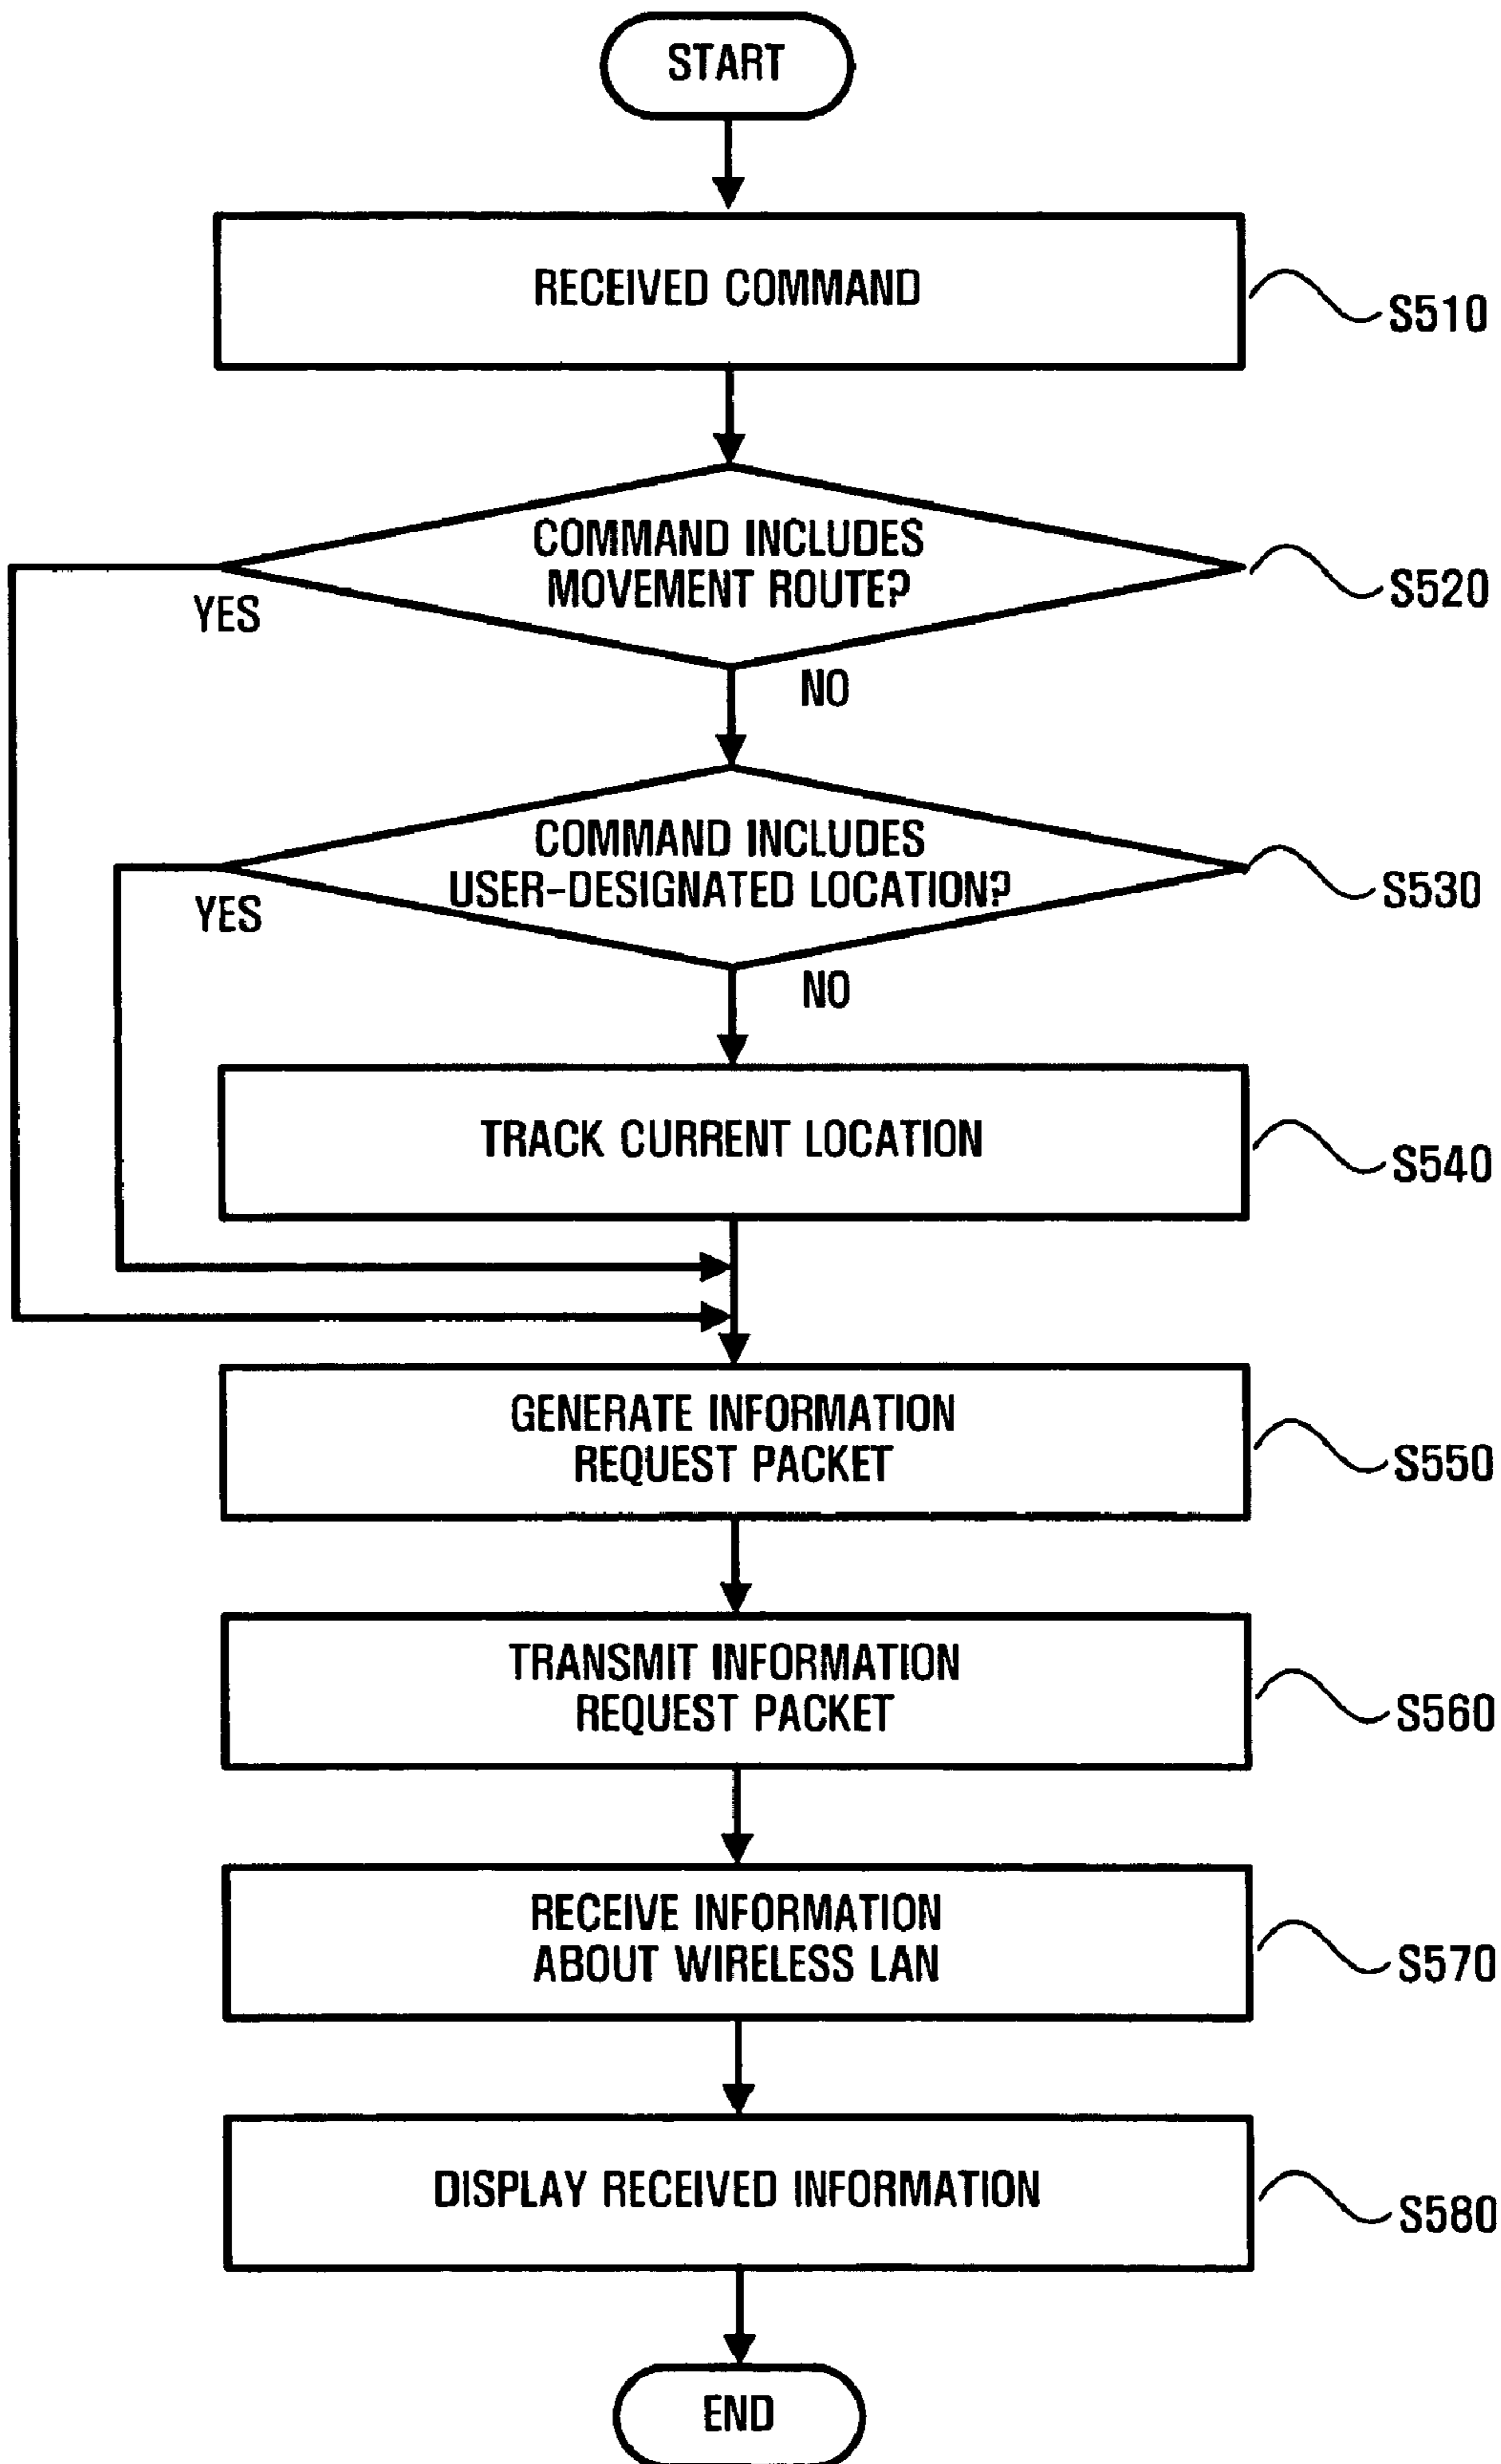 START
RECEIVED COMMAND
S510
COMMAND INCLUDES
MOVEMENT ROUTE?
S520
YES
NO
COMMAND INCLUDES
USER-DESIGNATED LOCATION?
S530
YES
NO
TRACK CURRENT LOCATION
S540
GENERATE INFORMATION
REQUEST PACKET
S550
TRANSMIT INFORMATION
REQUEST PACKET
S560
RECEIVE INFORMATION
ABOUT WIRELESS LAN
S570
DISPLAY RECEIVED INFORMATION
S580
END